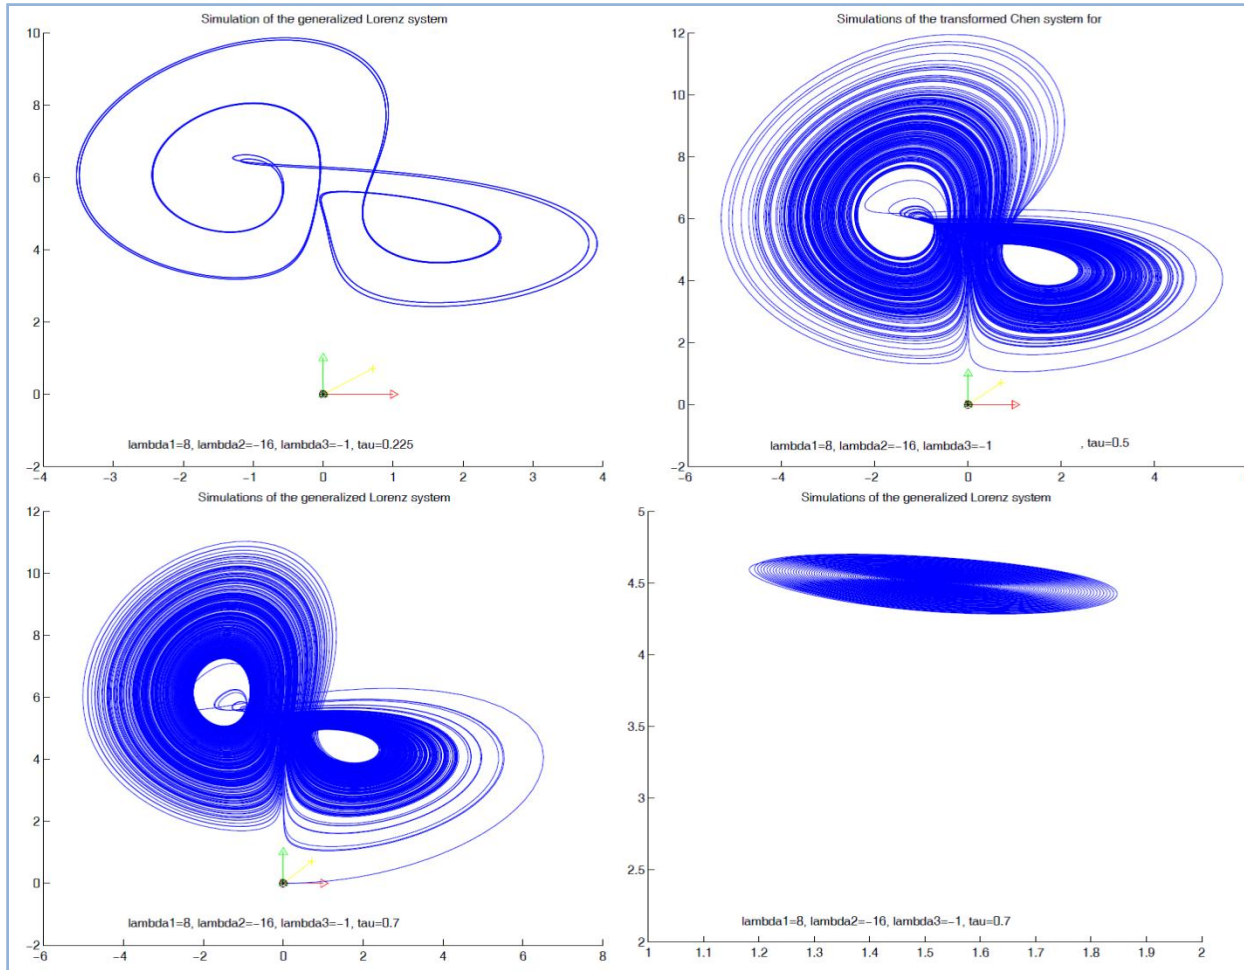 Simulation of the generalized Lorenz system
10
8
6
4
2
0
lambda1=8, lambda2=-16, lambda3=-1, tau=0.225
-2
-4 -3 -2 -1 0 1 2 3 4
Simulations of the transformed Chen system for
12
10
8
6
4
2
0
lambda1=8, lambda2=-16, lambda3=-1 , tau=0.5
-2
-6 -4 -2 0 2 4
Simulations of the generalized Lorenz system
12
10
8
6
4
2
0
lambda1=8, lambda2=-16, lambda3=-1, tau=0.7
-2
-6 -4 -2 0 2 4 6 8
Simulations of the generalized Lorenz system
5
4.5
4
3.5
3
2.5
lambda1=8, lambda2=-16, lambda3=-1, tau=0.7
2
1 1.1 1.2 1.3 1.4 1.5 1.6 1.7 1.8 1.9 2